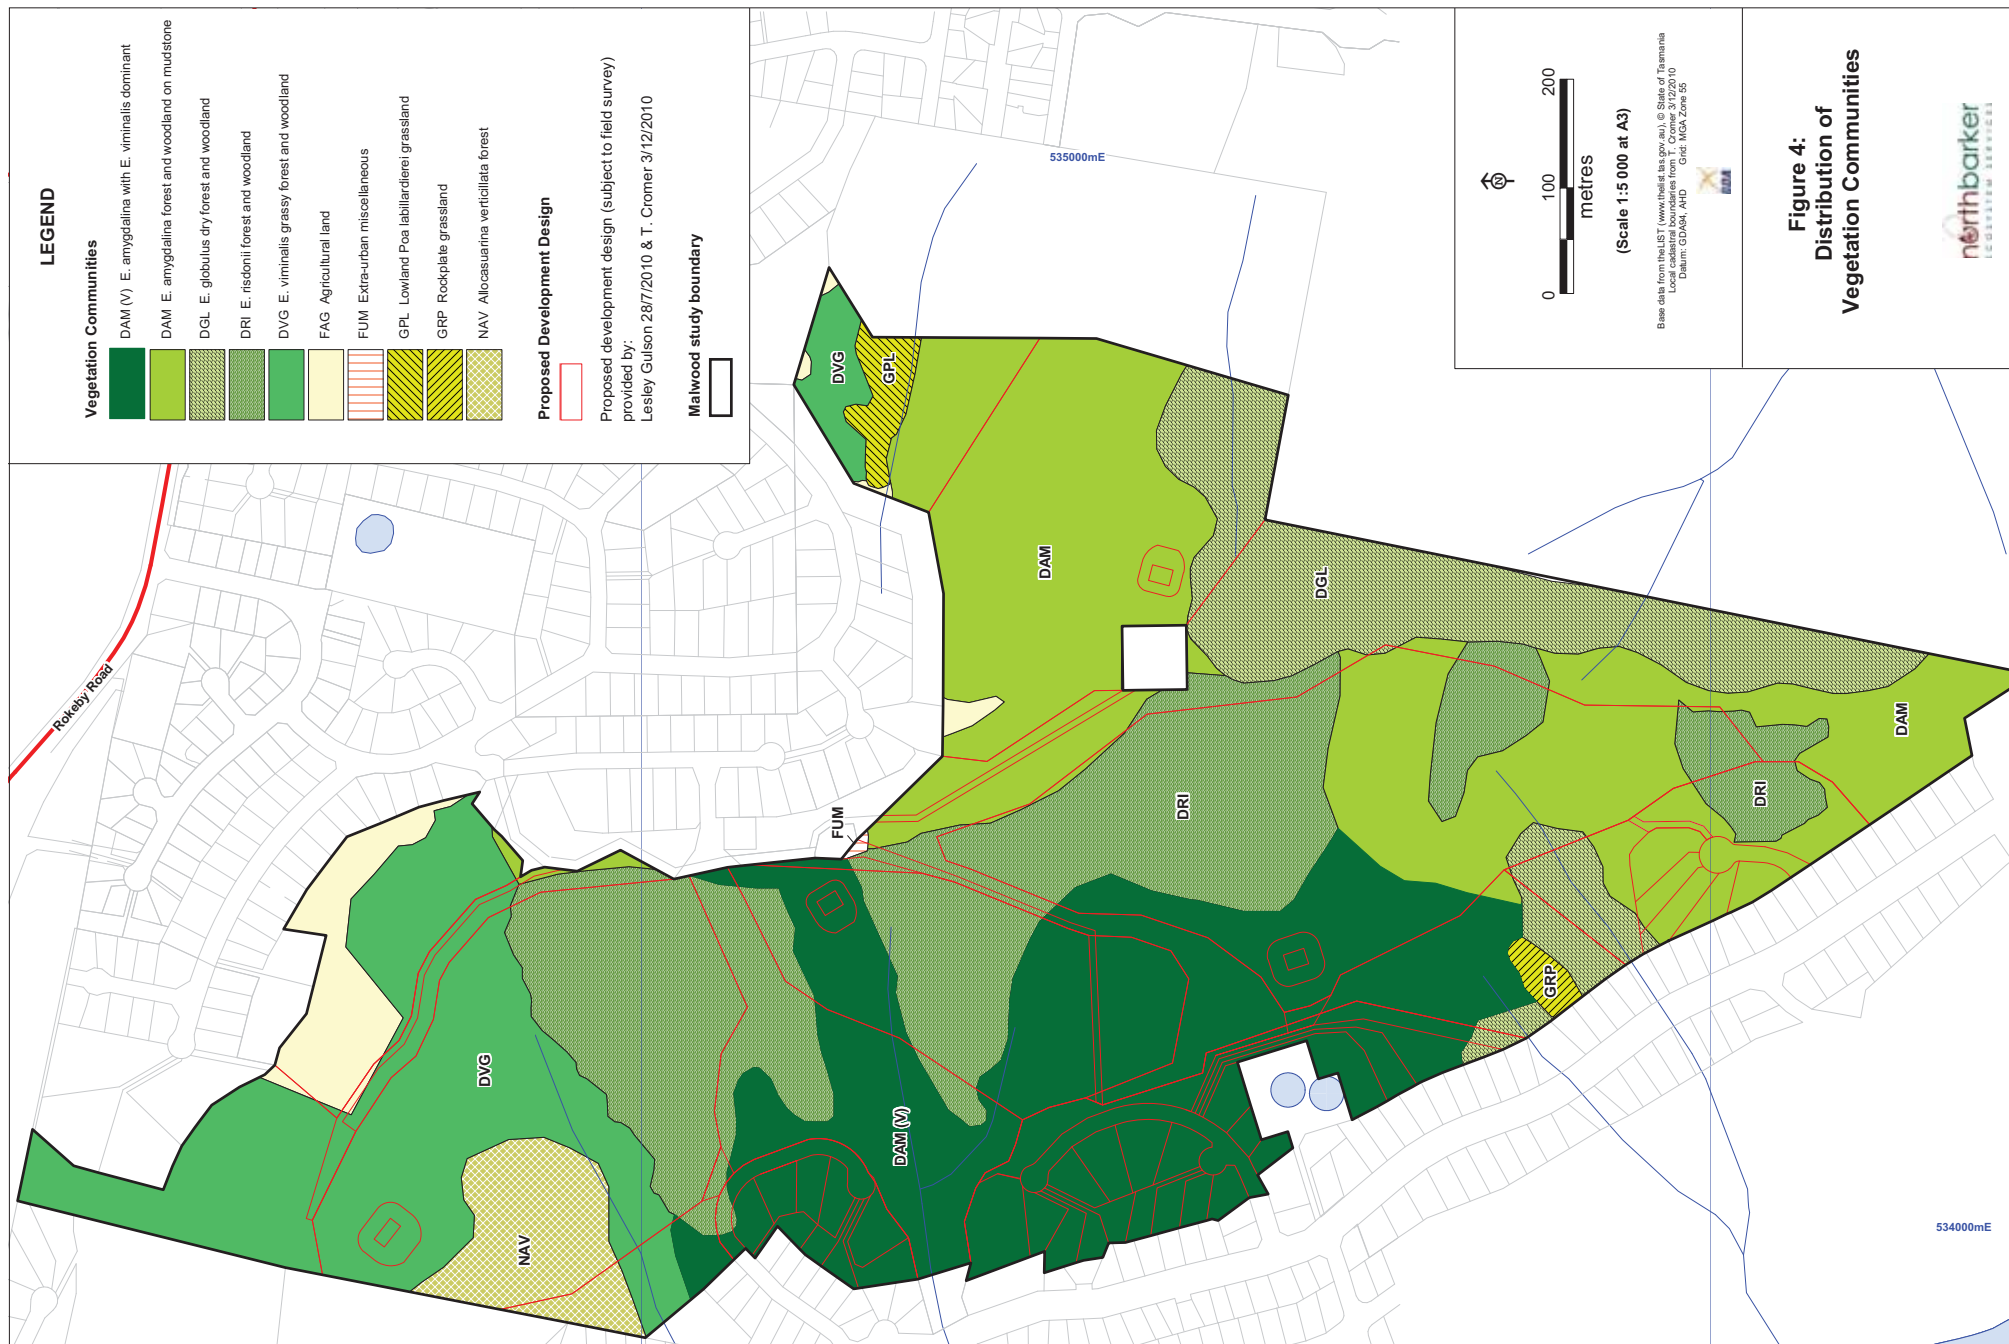 LEGEND
Vegetation Communities
DAM (V) E. amygdalina with E. viminalis dominant
DAM E. amygdalina forest and woodland on mudstone
DGL E. globulus dry forest and woodland
DRI E. risdonii forest and woodland
DVG E. viminalis grassy forest and woodland
FAG Agricultural land
FUM Extra-urban miscellaneous
GPL Lowland Poa labillardierei grassland
GRP Rockplate grassland
NAV Allocasuarina verticillata forest
Proposed Development Design
Proposed development design (subject to field survey)
provided by:
Lesley Gulson 28/7/2010 & T. Cromer 3/12/2010
Malwood study boundary
Rokeby Road
535000mE
DVG
GPL
DAM
DGL
FUM
DRI
DAM
DRI
GRP
DVG
DAM (V)
NAV
534000mE
N
0 100 200
metres
(Scale 1:5 000 at A3)
Base data from theLIST (www.thelist.tas.gov.au), © State of Tasmania
Local cadastral boundaries from T. Cromer 3/12/2010
Datum: GDA94, AHD Grid: MGA Zone 55
Figure 4:
Distribution of
Vegetation Communities
northbarker
ecosystem services